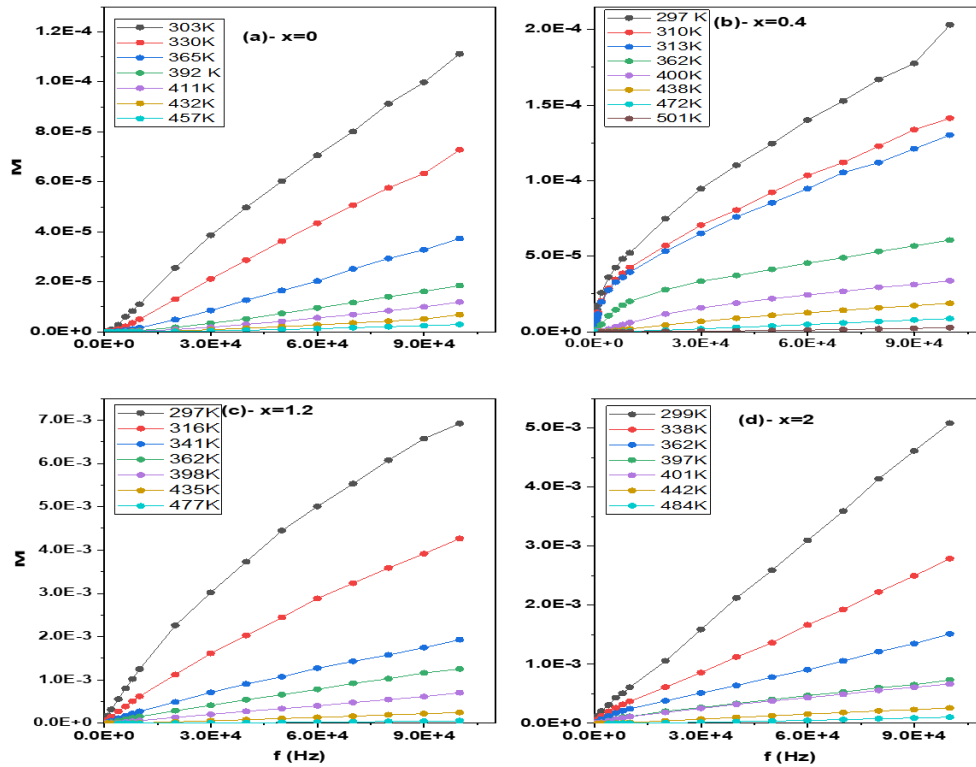 (a)- x=0
303K
330K
365K
392 K
411K
432K
457K
1.2E-4
1.0E-4
8.0E-5
6.0E-5
4.0E-5
2.0E-5
0.0E+0
M
0.0E+0
3.0E+4
6.0E+4
9.0E+4
(b)- x=0.4
297 K
310K
313K
362K
400K
438K
472K
501K
2.0E-4
1.5E-4
1.0E-4
5.0E-5
0.0E+0
0.0E+0
3.0E+4
6.0E+4
9.0E+4
(c)- x=1.2
297K
316K
341K
362K
398K
435K
477K
7.0E-3
6.0E-3
5.0E-3
4.0E-3
3.0E-3
2.0E-3
1.0E-3
0.0E+0
M
0.0E+0
3.0E+4
6.0E+4
9.0E+4
f (Hz)
(d)- x=2
299K
338K
362K
397K
401K
442K
484K
5.0E-3
4.0E-3
3.0E-3
2.0E-3
1.0E-3
0.0E+0
0.0E+0
3.0E+4
6.0E+4
9.0E+4
f (Hz)